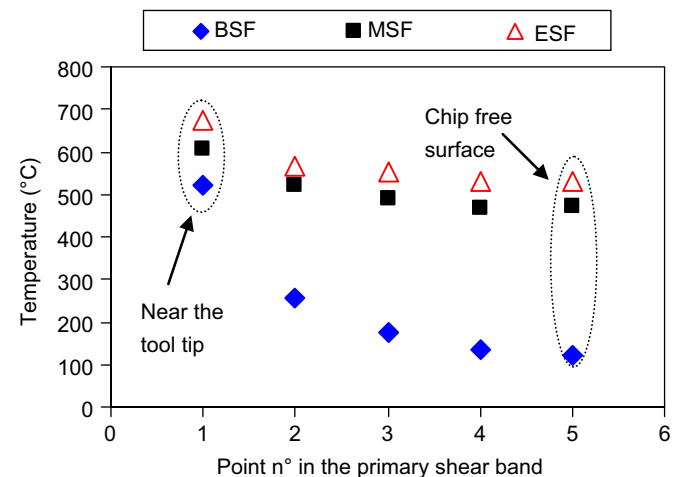 BSF MSF ESF
800
700
600
500
400
300
200
100
0
Temperature (°C)
Chip free
surface
Near the
tool tip
0 1 2 3 4 5 6
Point n° in the primary shear band